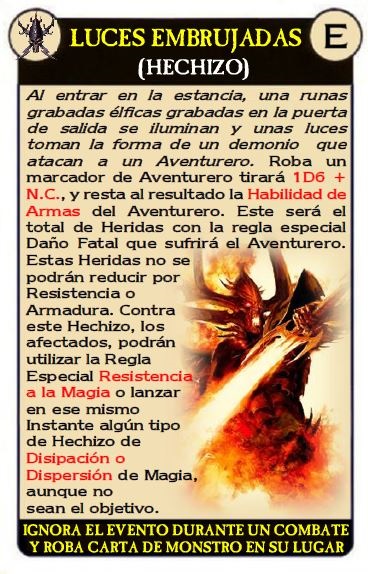 LUCES EMBRUJADAS
E
(HECHIZO)
Al entrar en la estancia, una runas
grabadas élficas grabadas en la puerta
de salida se iluminan y unas luces
toman la forma de un demonio que
atacan a un Aventurero. Roba un
marcador de Aventurero tirará 1D6 +
N.C., y resta al resultado la Habilidad de
Armas del Aventurero. Este será el
total de Heridas con la regla especial
Daño Fatal que sufrirá el Aventurero.
Estas Heridas no se
podrán reducir por
Resistencia o
Armadura. Contra
este Hechizo, los
afectados, podrán
utilizar la Regla
Especial Resistencia
a la Magia o lanzar
en ese mismo
Instante algún tipo
de Hechizo de
Disipación o
Dispersión de Magia,
aunque no
sean el objetivo.
IGNORA EL EVENTO DURANTE UN COMBATE
Y ROBA CARTA DE MONSTRO EN SU LUGAR